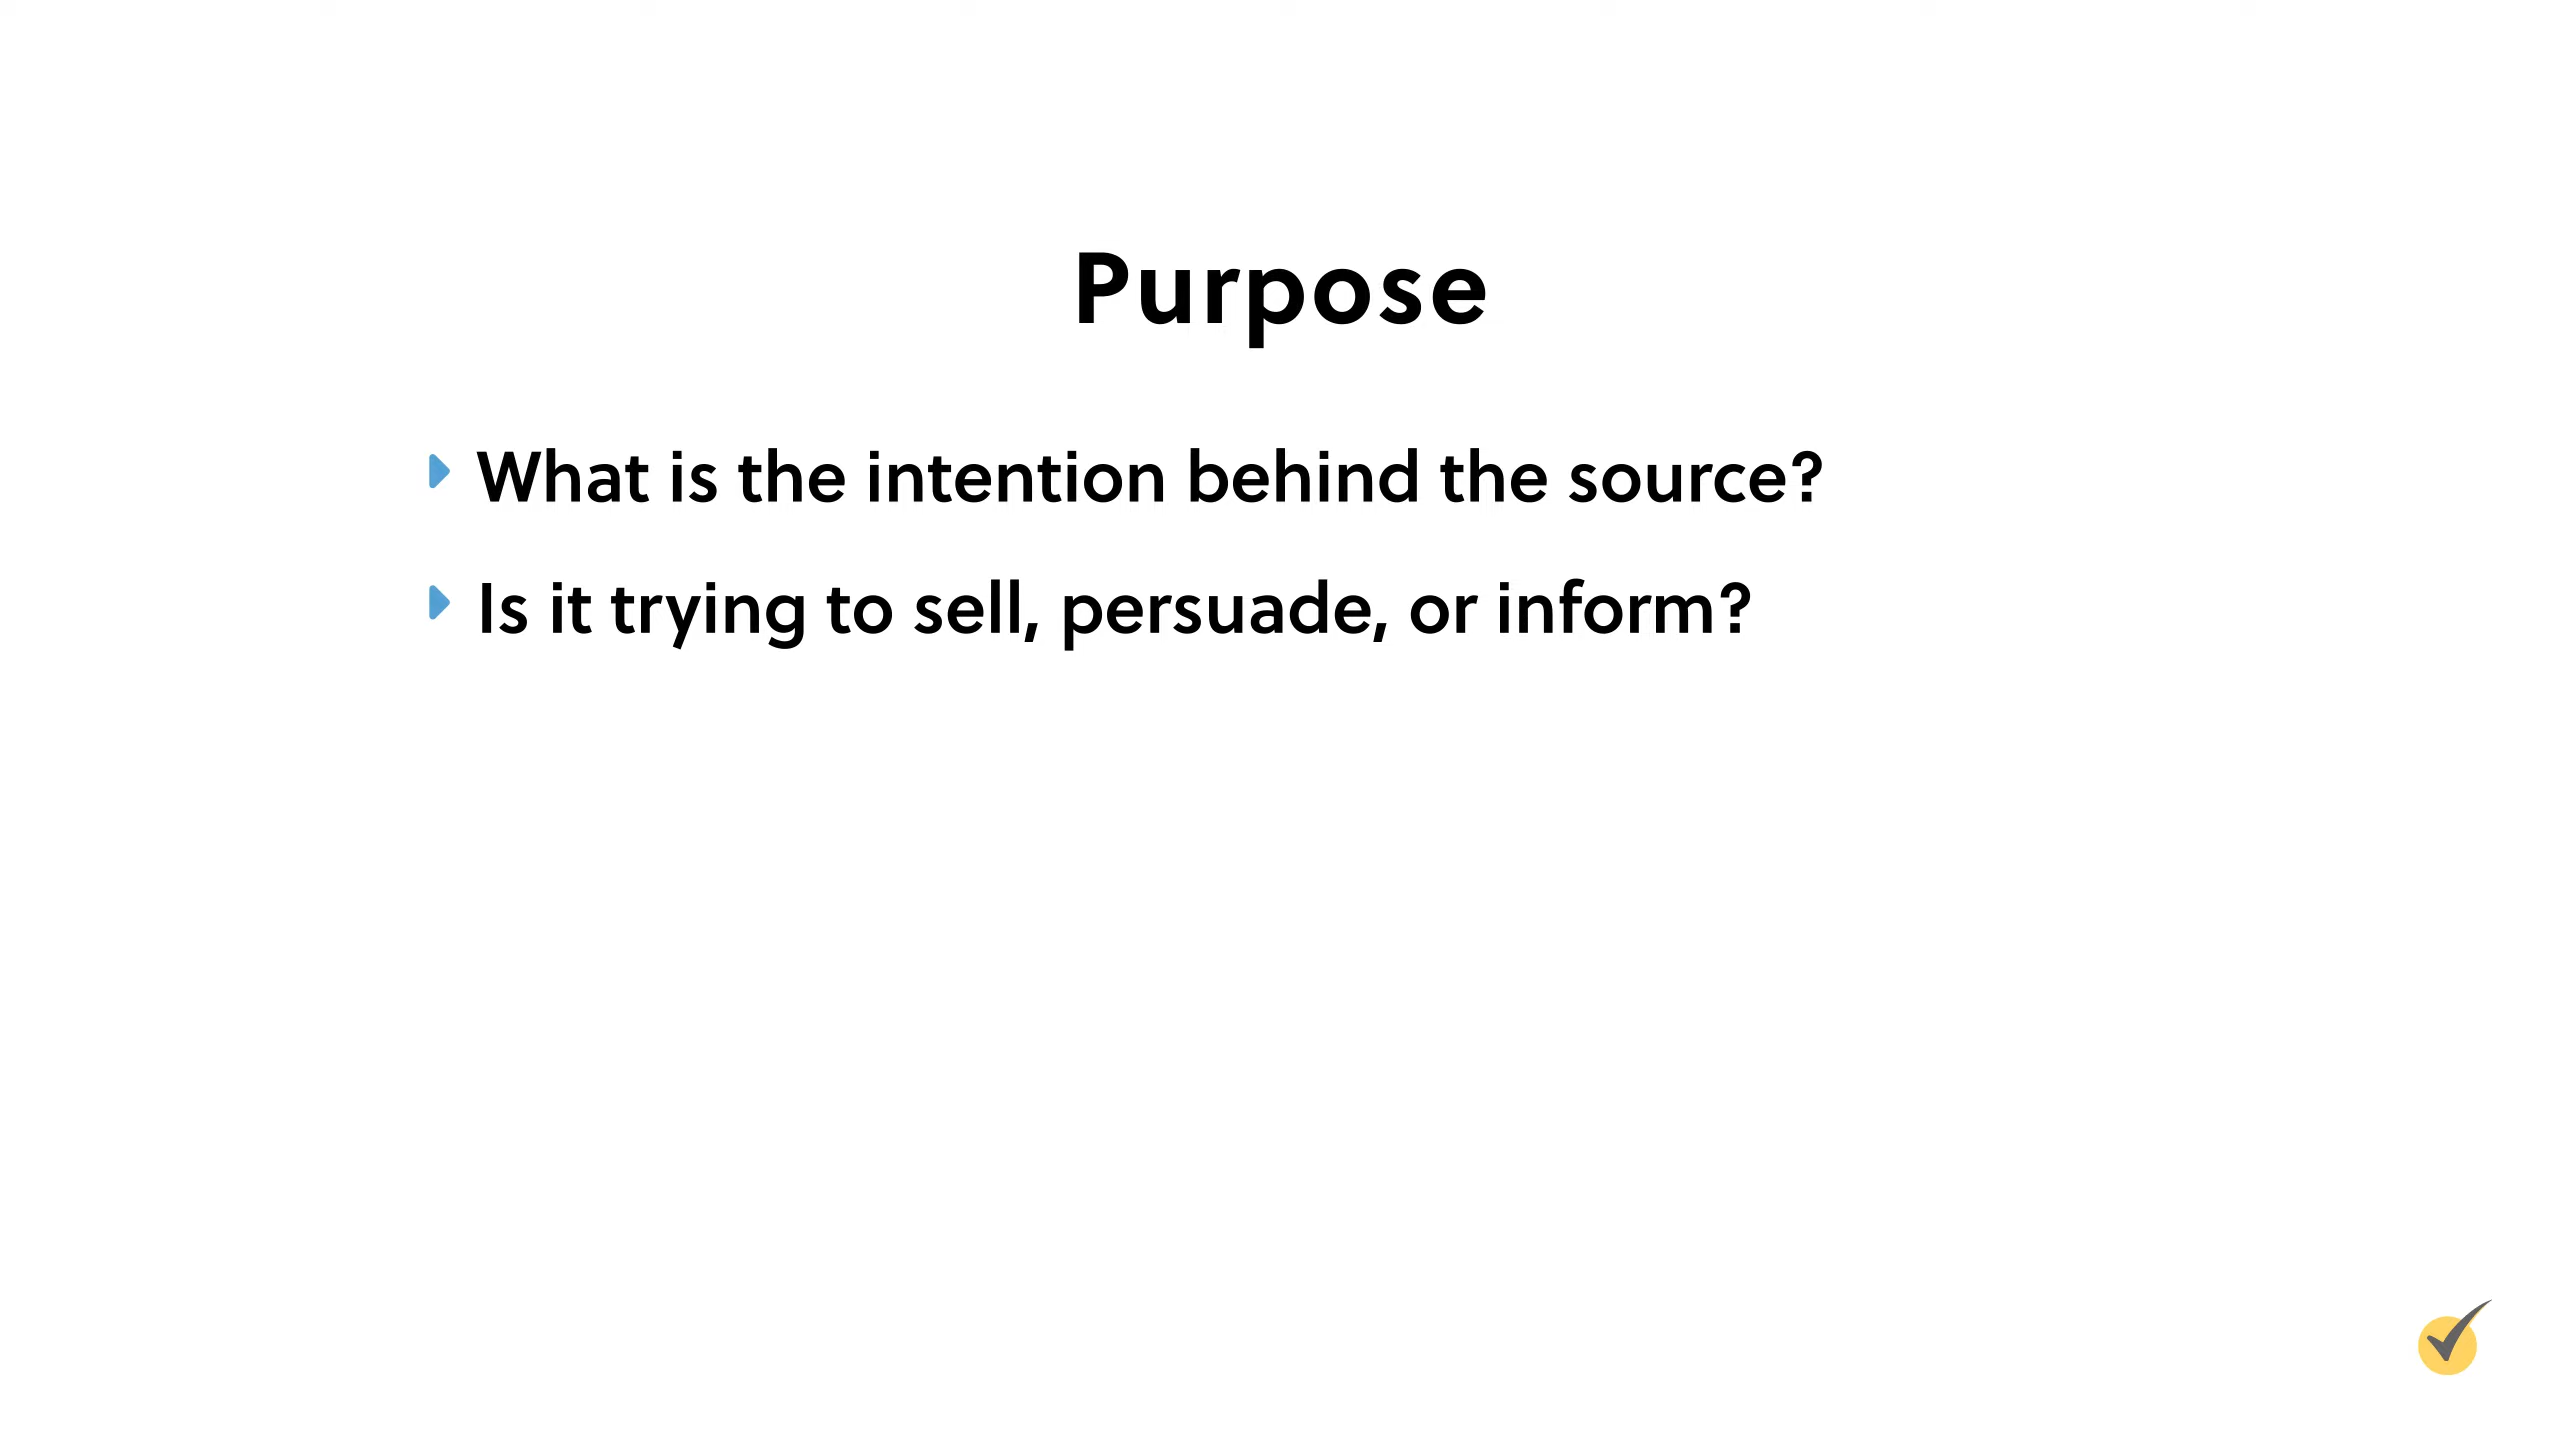 Purpose
What is the intention behind the source?
Is it trying to sell, persuade, or inform?